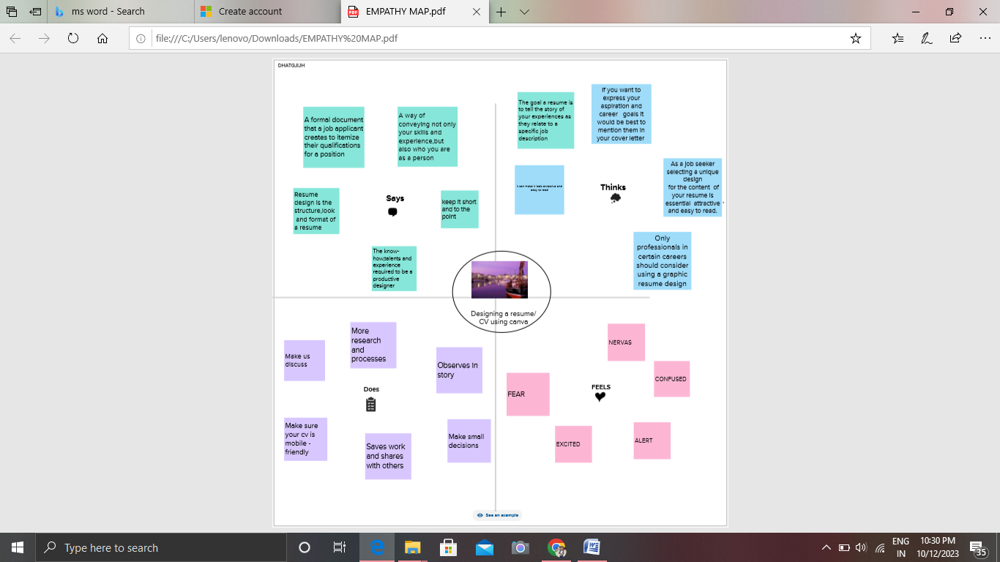 ms word - Search
Create account
EMPATHY MAP.pdf
file:///C:/Users/lenovo/Downloads/EMPATHY%20MAP.pdf
DHATGJIJH
A formal document
that a job applicant
creates to itemize
their qualifications
for a position
A way of
conveying not only
your skills and
experience,but
also who you are
as a person
Resume
design is the
structure,look
and format of
a resume
Says
keep it short
and to the
point
The know-
how,talents and
experience
required to be a
productive
designer
The goal a resume is
to tell the story of
your experiences as
they relate to a
specific job
description
If you want to
express your
aspiration and
career goals it
would be best to
mention them in
your cover letter
It can make it look attractive and
easy to read
Thinks
As a job seeker
selecting a unique
design
for the content of
your resume is
essential attractive
and easy to read.
Only
professionals in
certain careers
should consider
using a graphic
resume design
Designing a resume/
CV using canva
Make us
discuss
More
research
and
processes
Observes in
story
Does
Make sure
your cv is
mobile -
friendly
Saves work
and shares
with others
Make small
decisions
NERVAS
CONFUSED
FEAR
FEELS
EXCITED
ALERT
See an example
Type here to search
ENG
IN
10:30 PM
10/12/2023
35